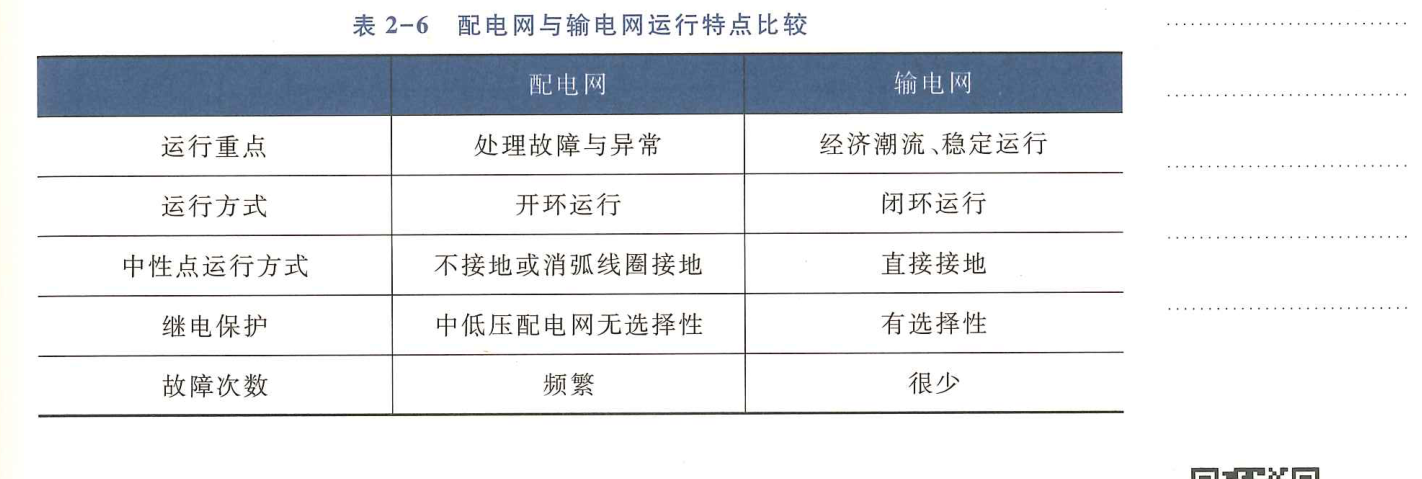 表 2-6 配电网与输电网运行特点比较
配电网 输电网
运行重点 处理故障与异常 经济潮流、稳定运行
运行方式 开环运行 闭环运行
中性点运行方式 不接地或消弧线圈接地 直接接地
继电保护 中低压配电网无选择性 有选择性
故障次数 频繁 很少